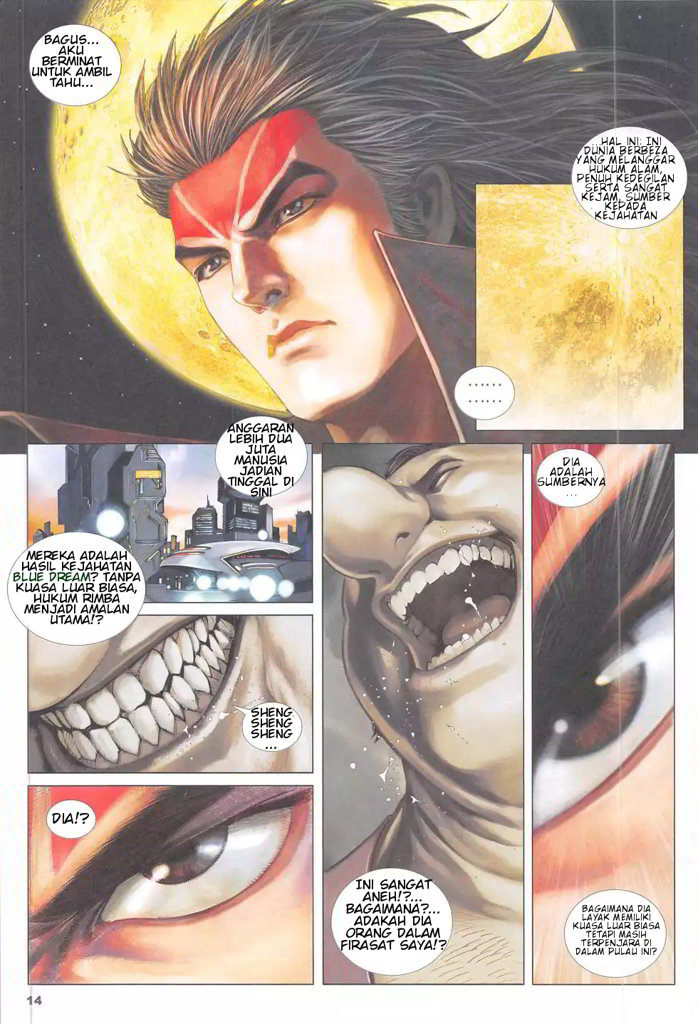 BAGUS...
AKU
BERMINAT
UNTUK AMBIL
TAHU...
...HAL INI: INI
DUNIA BERBEZA
YANG MELANGGAR
HUKUM ALAM,
PENUH KEDEGILAN
SERTA SANGAT
KEJAM, SUMBER
KEPADA
KEJAHATAN
......
......
ANGGARAN
LEBIH DUA
JUTA
MANUSIA
JADIAN
TINGGAL DI
SINI
MEREKA ADALAH
HASIL KEJAHATAN
BLUE DREAM? TANPA
KUASA LUAR BIASA,
HUKUM RIMBA
MENJADI AMALAN
UTAMA!?
SHENG
SHENG
SHENG
...
DIA!?
INI SANGAT
ANEH!?...
BAGAIMANA?...
ADAKAH DIA
ORANG DALAM
FIRASAT SAYA!?
DIA
ADALAH
SUMBERNYA
...
BAGAIMANA DIA
LAYAK MEMILIKI
KUASA LUAR BIASA
TETAPI MASIH
TERPENJARA DI
DALAM PULAU INI?
14